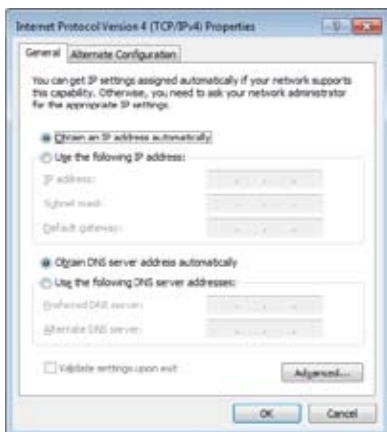 Internet Protocol Version 4 (TCP/IPv4) Properties
General
Alternate Configuration
You can get IP settings assigned automatically if your network supports
this capability. Otherwise, you need to ask your network administrator
for the appropriate IP settings.
Obtain an IP address automatically
Use the following IP address:
IP address:
Subnet mask:
Default gateway:
Obtain DNS server address automatically
Use the following DNS server addresses:
Preferred DNS server:
Alternate DNS server:
Validate settings upon exit
Advanced...
OK
Cancel